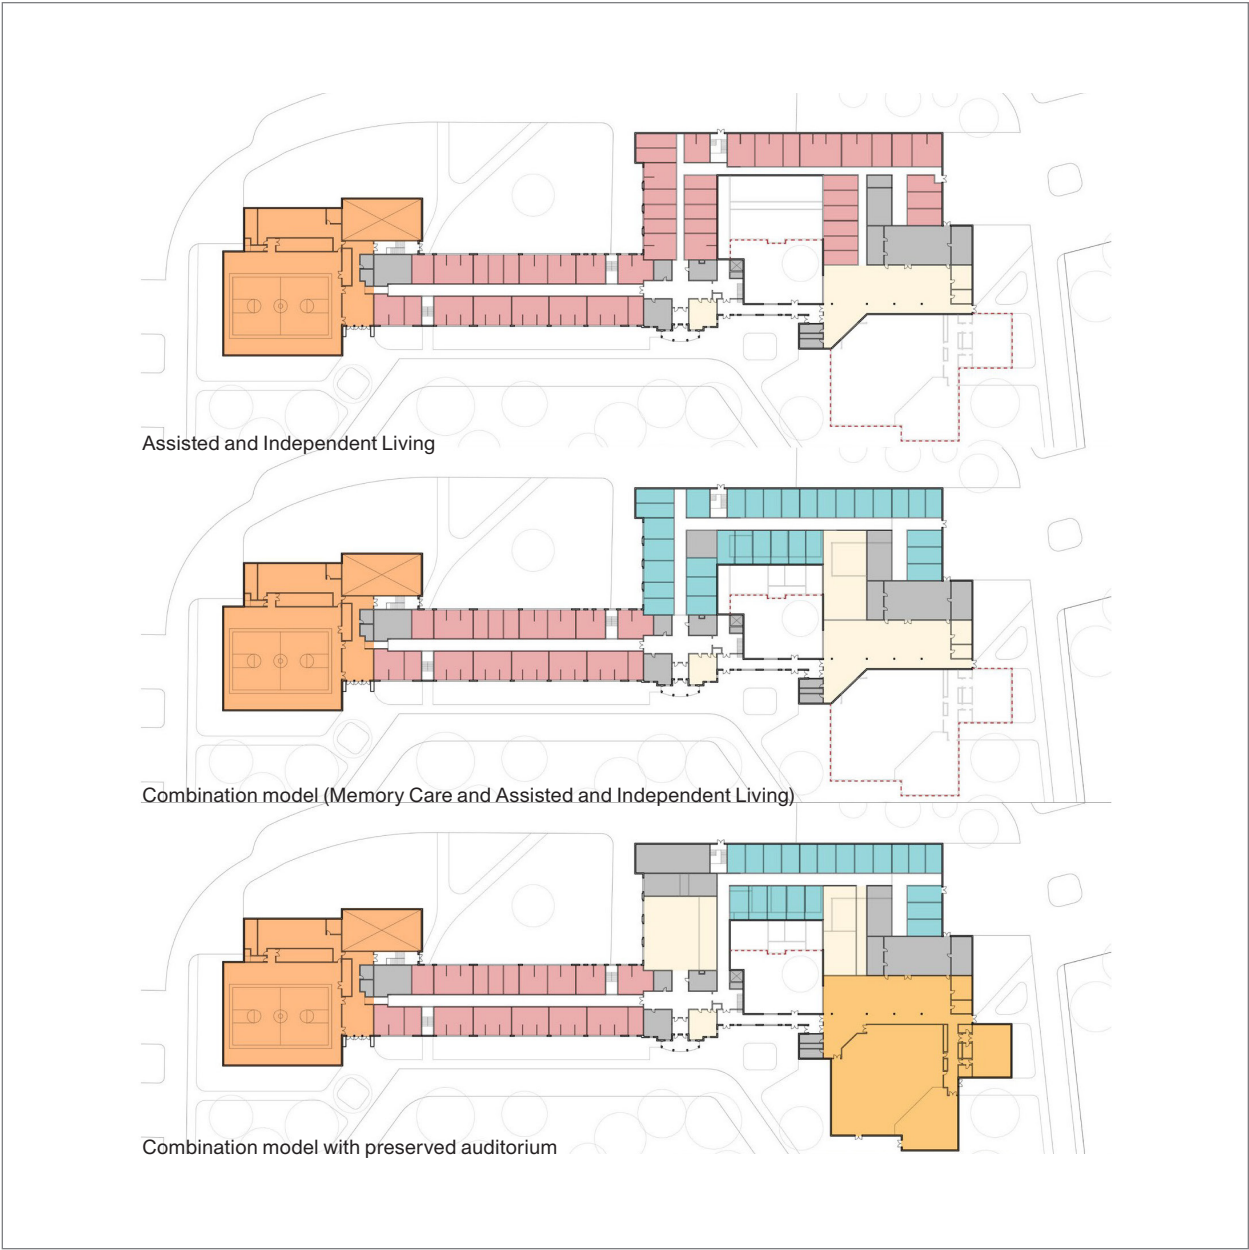 Assisted and Independent Living
Combination model (Memory Care and Assisted and Independent Living)
Combination model with preserved auditorium